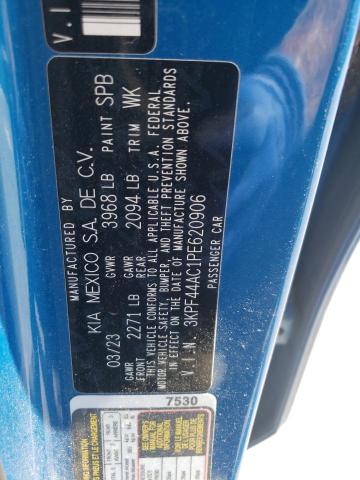 V. I
MANUFACTURED BY
KIA MEXICO S.A. DE C.V.
03/23 GVWR 3968 LB PAINT SPB
GAWR FRONT 2271 LB GAWR REAR 2094 LB TRIM WK
THIS VEHICLE CONFORMS TO ALL APPLICABLE U.S.A. FEDERAL
MOTOR VEHICLE SAFETY, BUMPER, AND THEFT PREVENTION STANDARDS
IN EFFECT ON THE DATE OF MANUFACTURE SHOWN ABOVE.
V.I.N. 3KPF44AC1PE620906
PASSENGER CAR
7530